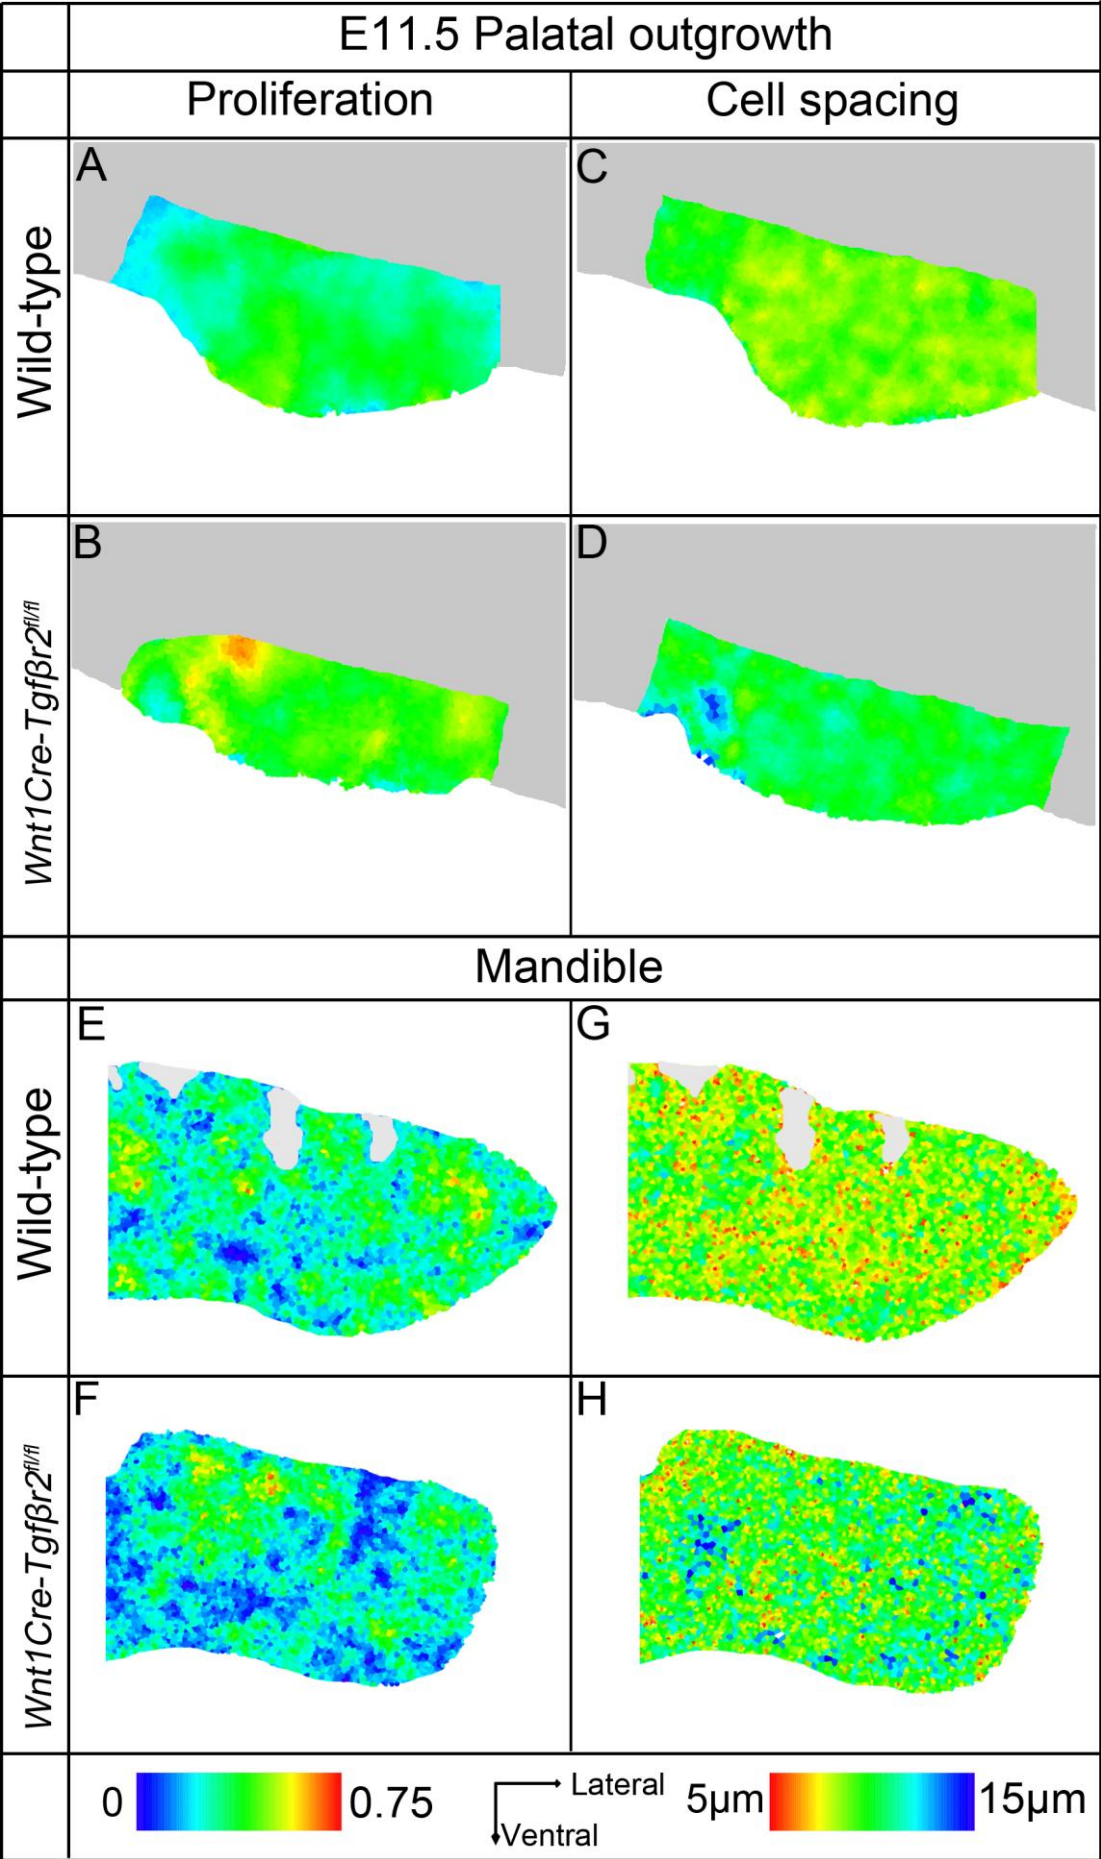 E11.5 Palatal outgrowth
Proliferation
Cell spacing
Wild-type
A
C
Wnt1Cre-Tgfβr2fl/fl
B
D
Mandible
Wild-type
E
G
Wnt1Cre-Tgfβr2fl/fl
F
H
0
0.75
Lateral
Ventral
5μm
15μm